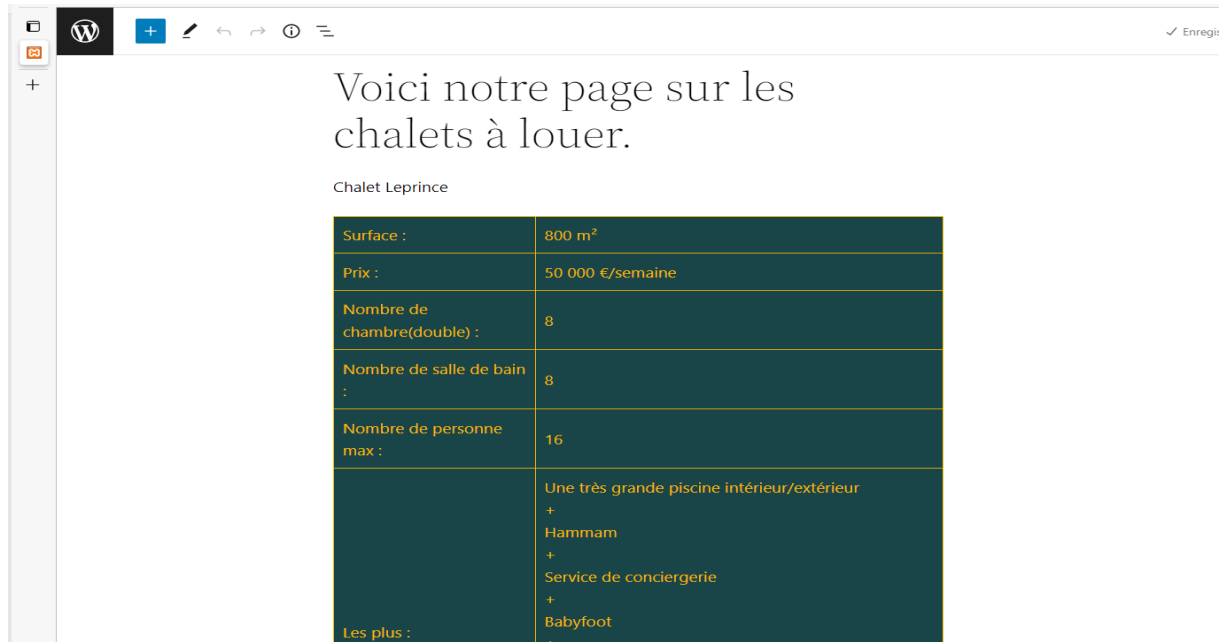 Enregis
Voici notre page sur les
chalets à louer.
Chalet Leprince
Surface :
800 m²
Prix :
50 000 €/semaine
Nombre de
chambre(double) :
8
Nombre de salle de bain
:
8
Nombre de personne
max :
16
Les plus :
Une très grande piscine intérieur/extérieur
+
Hammam
+
Service de conciergerie
+
Babyfoot